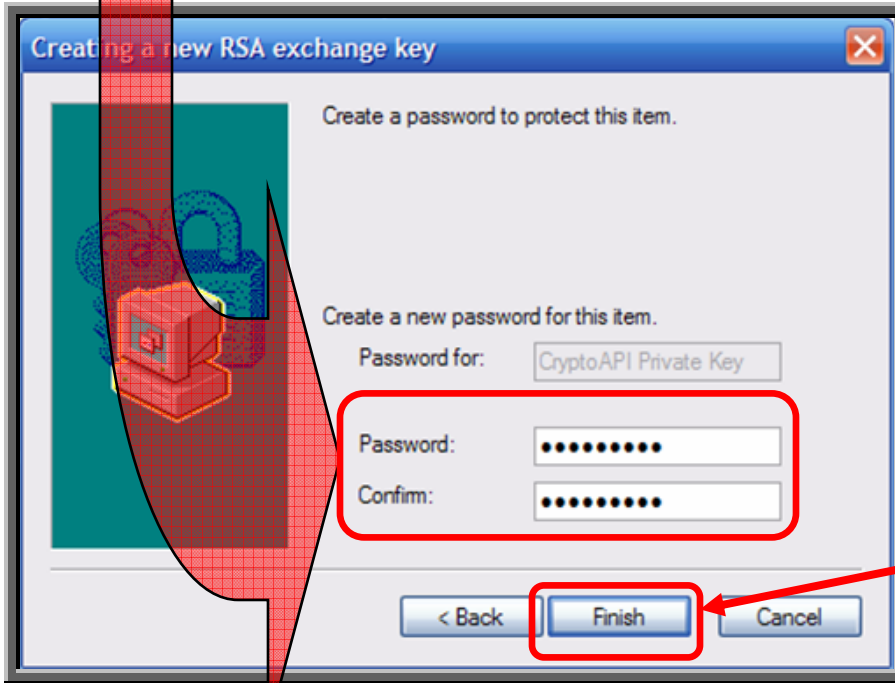 Creating a new RSA exchange key
Create a password to protect this item.
Create a new password for this item.
Password for: CryptoAPI Private Key
Password: •••••••••
Confirm: •••••••••
< Back Finish Cancel